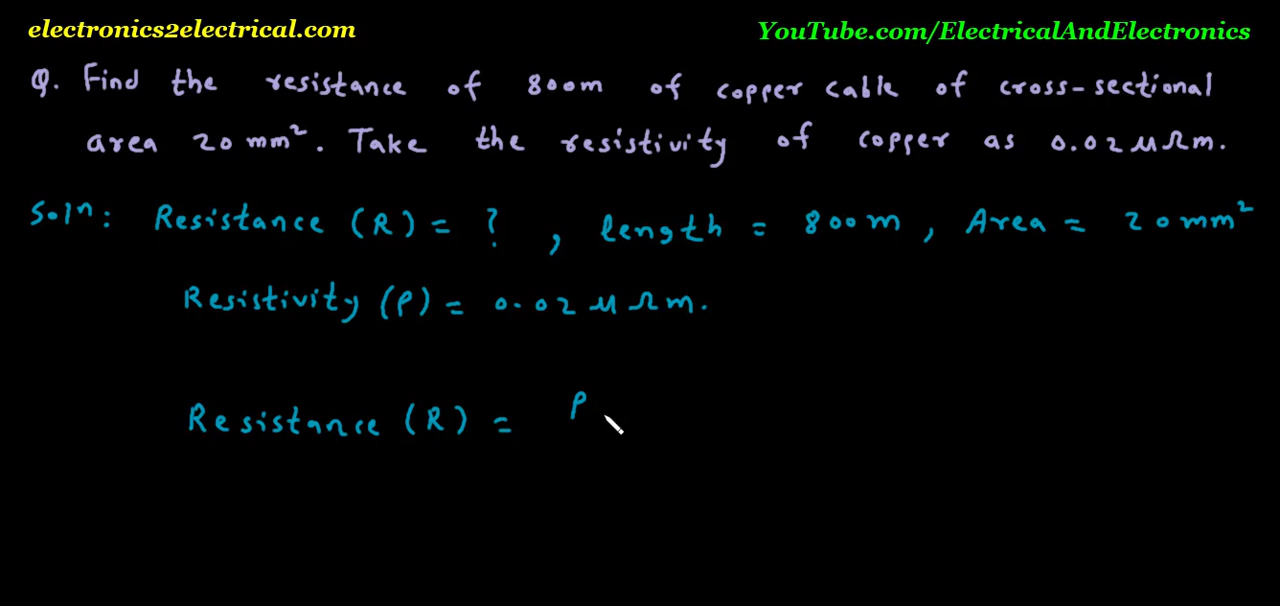 electronics2electrical.com
YouTube.com/ElectricalAndElectronics
Q. Find the resistance of 800m of copper cable of cross-sectional
area 20 mm². Take the resistivity of copper as 0.02 μΩm.
Soln: Resistance (R) = ? , length = 800m , Area = 20mm²
Resistivity (ρ) = 0.02 μΩm.
Resistance (R) = ρ